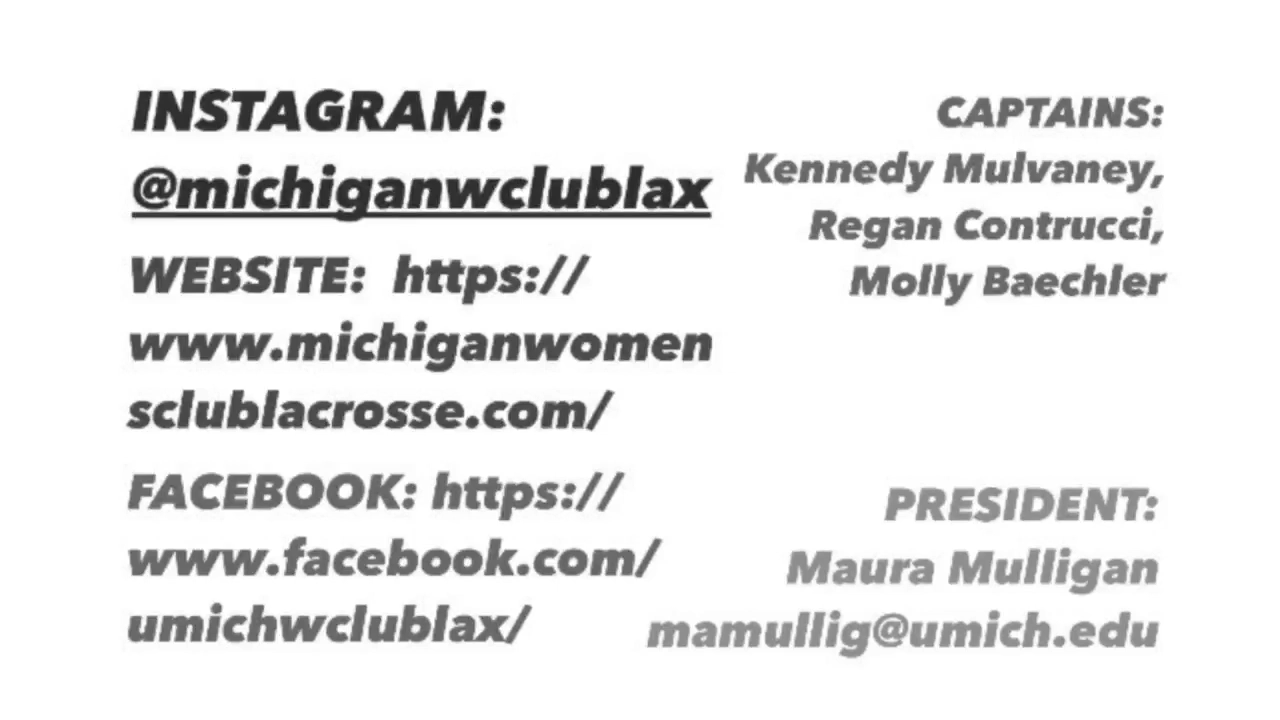 INSTAGRAM:
@michiganwclublax
WEBSITE: https://
www.michiganwomen
sclublacrosse.com/
FACEBOOK: https://
www.facebook.com/
umichwclublax/
CAPTAINS:
Kennedy Mulvaney,
Regan Contrucci,
Molly Baechler
PRESIDENT:
Maura Mulligan
mamullig@umich.edu